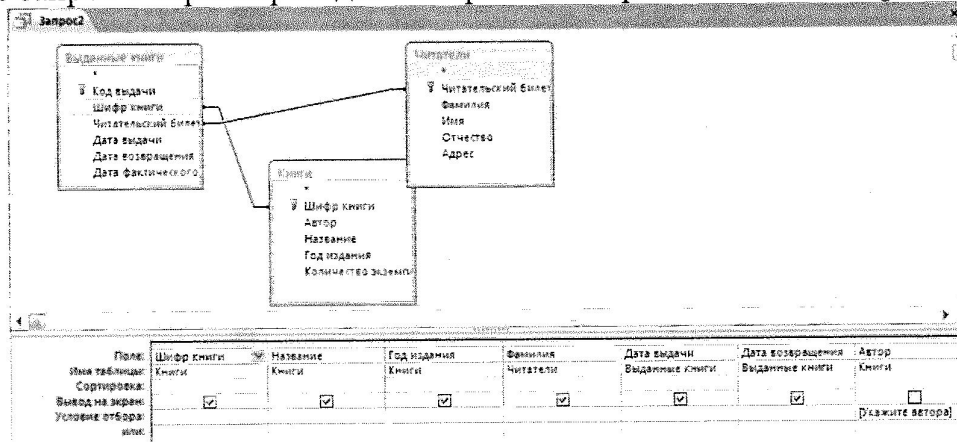 Запрос2
Выданные книги
*
Код выдачи
Шифр книги
Читательский билет
Дата выдачи
Дата возвращения
Дата фактического
Читатели
*
Читательский билет
Фамилия
Имя
Отчество
Адрес
Книги
*
Шифр книги
Автор
Название
Год издания
Количество экземп
Поле: Шифр книги Название Год издания Фамилия Дата выдачи Дата возвращения Автор
Имя таблицы: Книги Книги Книги Читатели Выданные книги Выданные книги Книги
Сортировка:
Вывод на экран:
Условие отбора: [Укажите автора]
или: